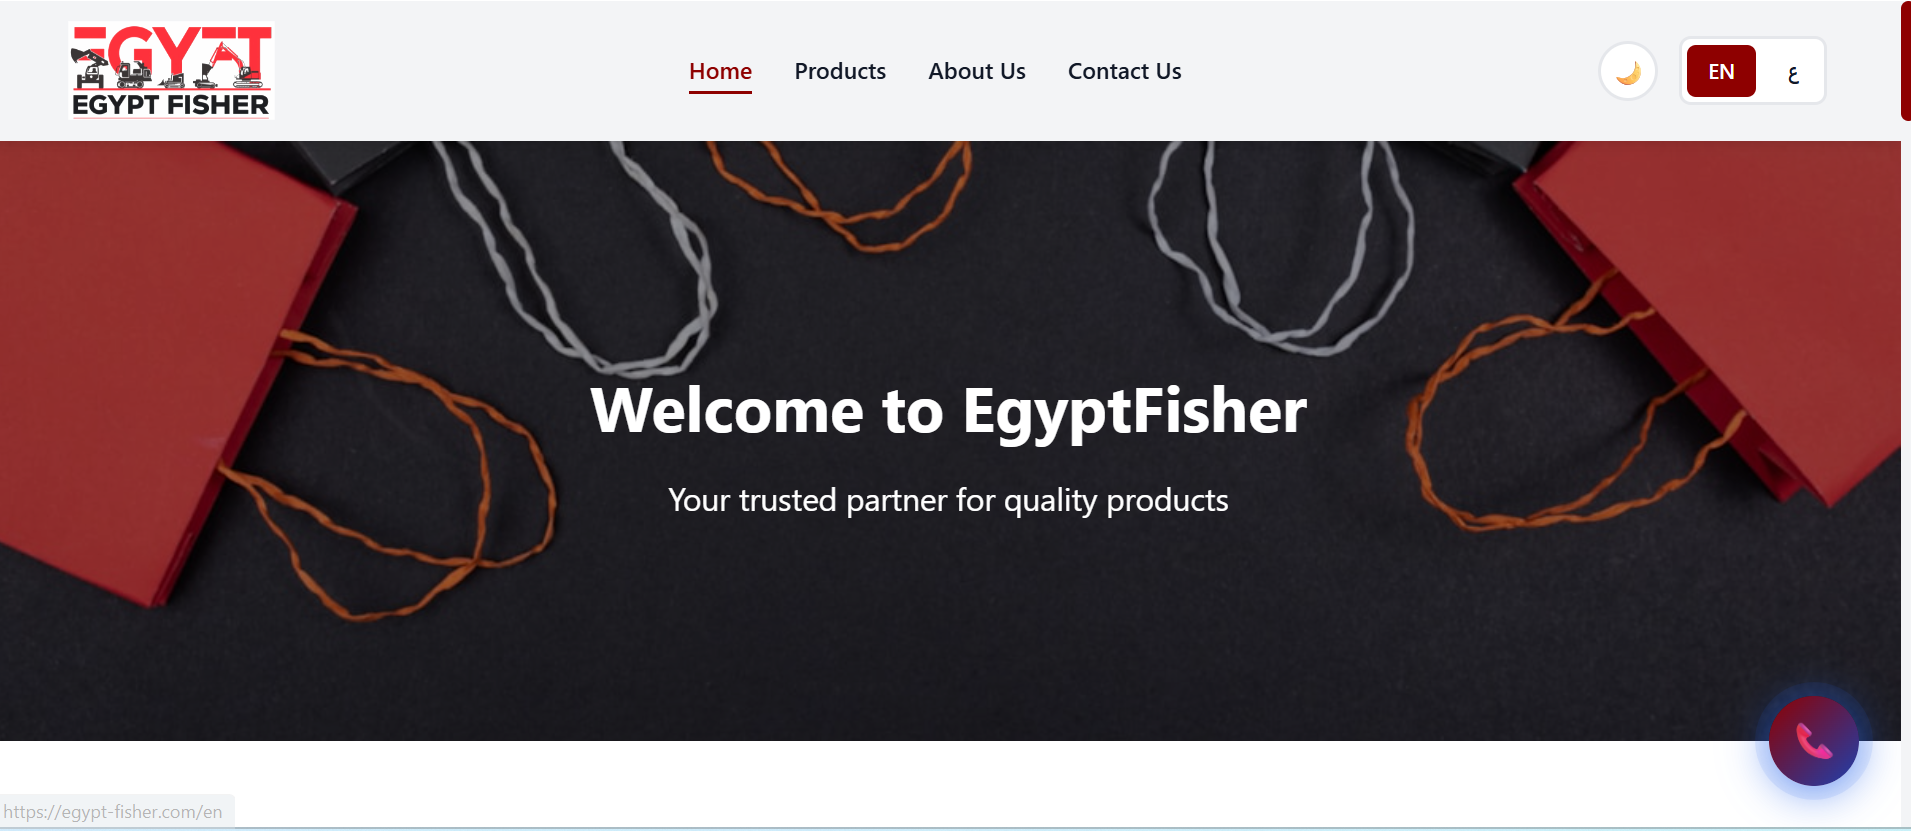 EGYPT
EGYPT FISHER
Home
Products
About Us
Contact Us
EN
ع
Welcome to EgyptFisher
Your trusted partner for quality products
https://egypt-fisher.com/en